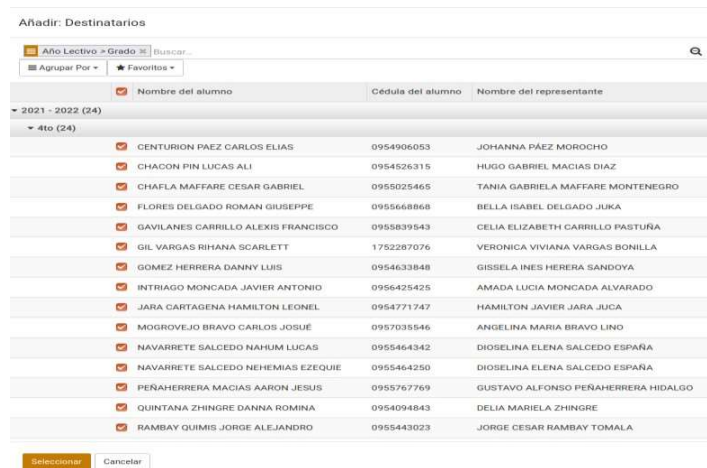 Añadir: Destinatarios
Año Lectivo > Grado × Buscar...
Agrupar Por Favoritos
Nombre del alumno Cédula del alumno Nombre del representante
2021 - 2022 (24)
4to (24)
CENTURION PAEZ CARLOS ELIAS 0954906053 JOHANNA PÁEZ MOROCHO
CHACON PIN LUCAS ALI 0954526315 HUGO GABRIEL MACIAS DIAZ
CHAFLA MAFFARE CESAR GABRIEL 0955025465 TANIA GABRIELA MAFFARE MONTENEGRO
FLORES DELGADO ROMAN GIUSEPPE 0955668868 BELLA ISABEL DELGADO JUKA
GAVILANES CARRILLO ALEXIS FRANCISCO 0955839543 CELIA ELIZABETH CARRILLO PASTUÑA
GIL VARGAS RIHANA SCARLETT 1752287076 VERONICA VIVIANA VARGAS BONILLA
GOMEZ HERRERA DANNY LUIS 0954633848 GISSELA INES HERERA SANDOYA
INTRIAGO MONCADA JAVIER ANTONIO 0956425425 AMADA LUCIA MONCADA ALVARADO
JARA CARTAGENA HAMILTON LEONEL 0954771747 HAMILTON JAVIER JARA JUCA
MOGROVEJO BRAVO CARLOS JOSUÉ 0957035546 ANGELINA MARIA BRAVO LINO
NAVARRETE SALCEDO NAHUM LUCAS 0955464342 DIOSELINA ELENA SALCEDO ESPAÑA
NAVARRETE SALCEDO NEHEMIAS EZEQUIE 0955464250 DIOSELINA ELENA SALCEDO ESPAÑA
PEÑAHERRERA MACIAS AARON JESUS 0955767769 GUSTAVO ALFONSO PEÑAHERRERA HIDALGO
QUINTANA ZHINGRE DANNA ROMINA 0954094843 DELIA MARIELA ZHINGRE
RAMBAY QUIMIS JORGE ALEJANDRO 0955443023 JORGE CESAR RAMBAY TOMALA
Seleccionar Cancelar